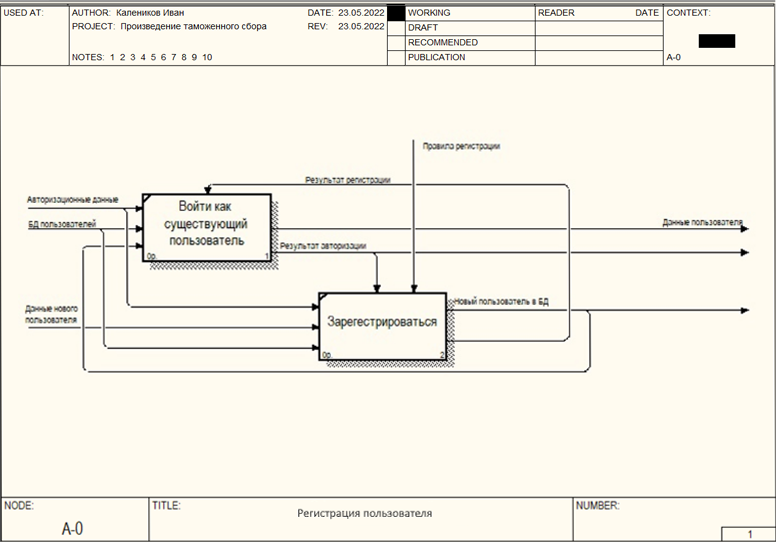 USED AT:
AUTHOR: Калеников Иван
DATE: 23.05.2022
WORKING
READER
DATE
CONTEXT:
PROJECT: Произведение таможенного сбора
REV: 23.05.2022
DRAFT
RECOMMENDED
NOTES: 1 2 3 4 5 6 7 8 9 10
PUBLICATION
A-0
Правила регистрации
Результат регистрации
Авторизационные данные
Войти как
существующий
пользователь
0р.
1
БД пользователей
Данные пользователя
Результат авторизации
Данные нового
пользователя
Новый пользователь в БД
Зарегестрироваться
0р.
2
NODE:
A-0
TITLE:
Регистрация пользователя
NUMBER:
1